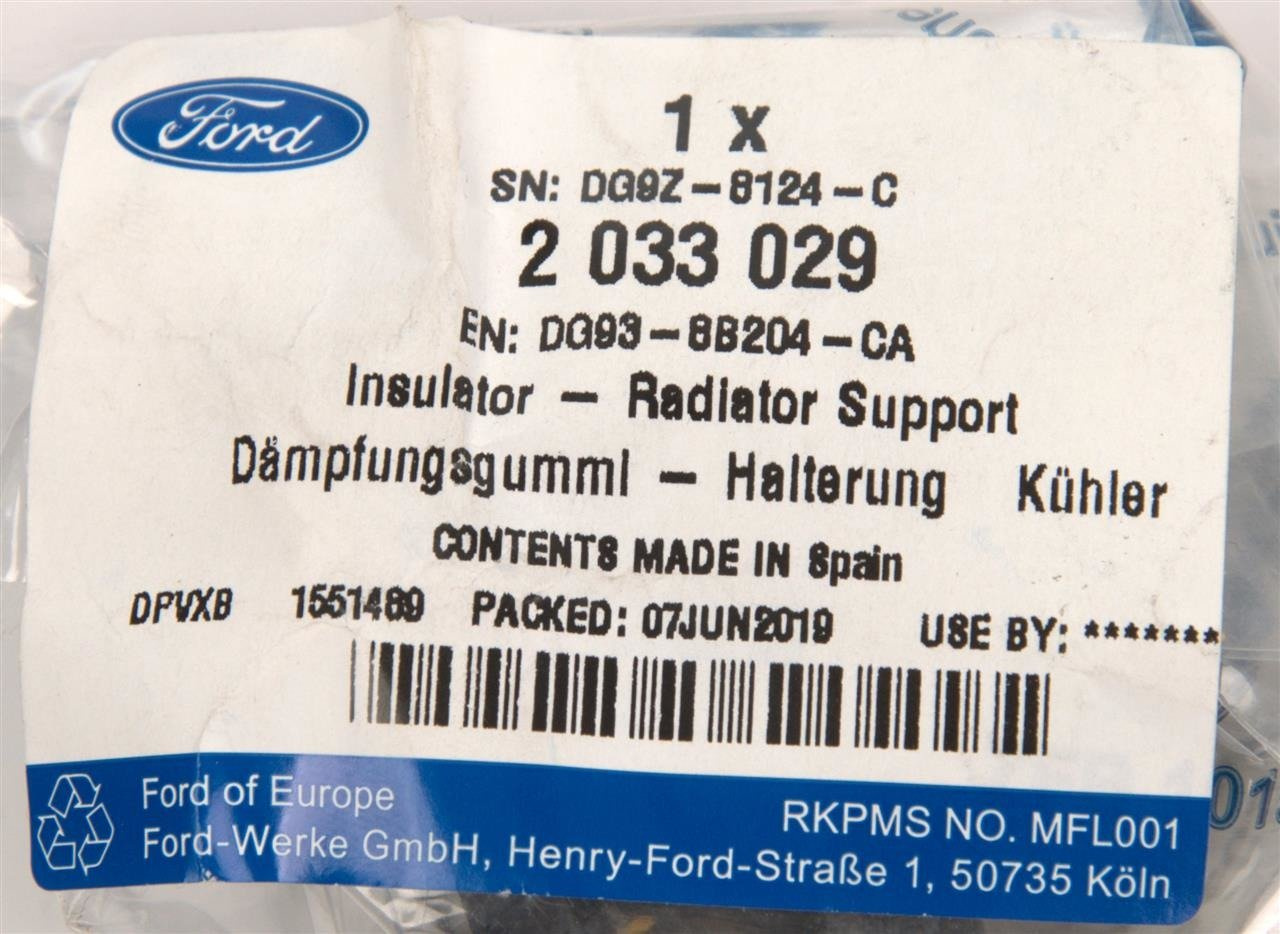 Ford
1 x
SN: DG9Z-8124-C
2 033 029
EN: DG93-8B204-CA
Insulator - Radiator Support
Dämpfungsgummi - Halterung Kühler
CONTENTS MADE IN Spain
1551489 PACKED: 07JUN2019 USE BY: *******
Ford of Europe
RKPMS NO. MFL001
Ford-Werke GmbH, Henry-Ford-Straße 1, 50735 Köln